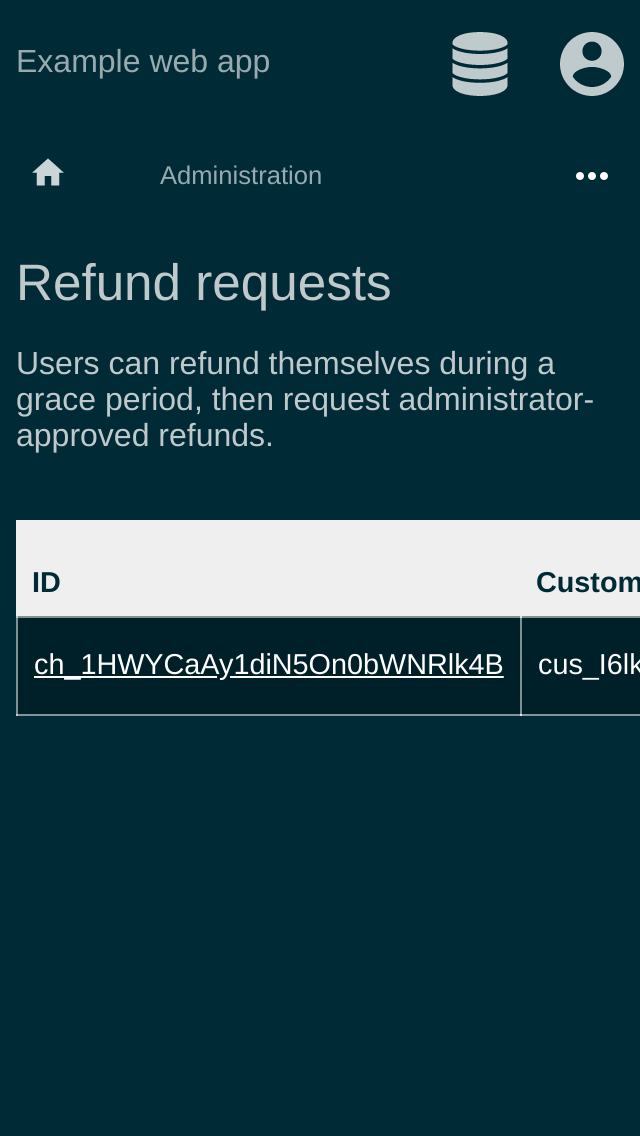 Example web app
Administration
Refund requests
Users can refund themselves during a
grace period, then request administrator-
approved refunds.
ID Custom
ch_1HWYCaAy1diN5On0bWNRlk4B cus_I6lk